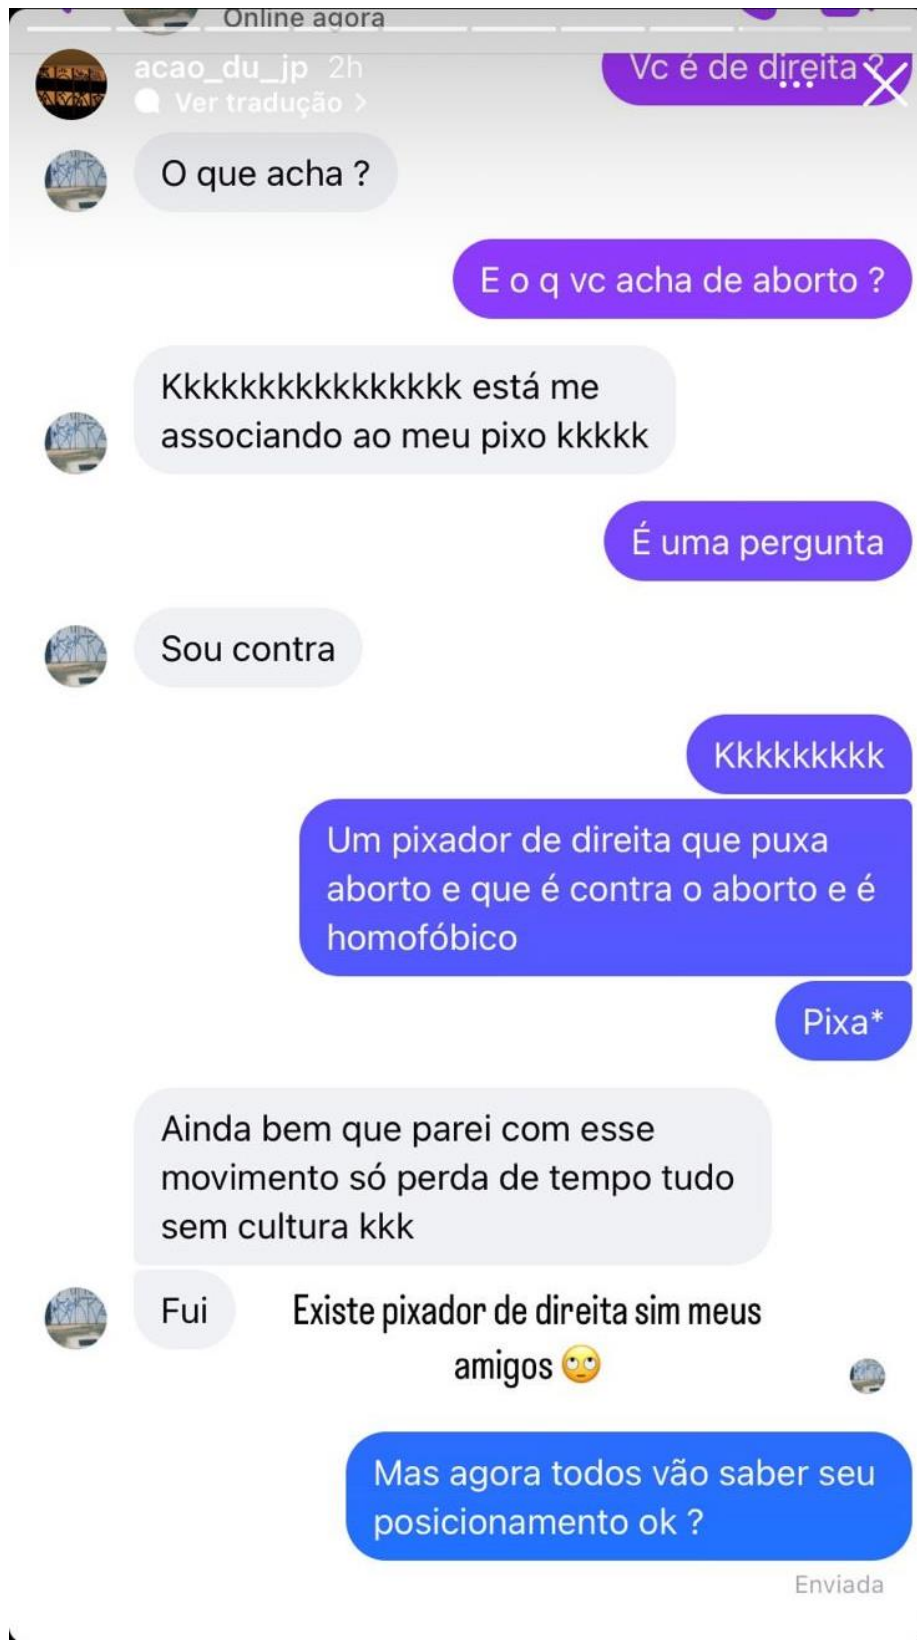 Online agora
acao_du_jp 2h
Ver tradução >
Vc é de direita ?
O que acha ?
E o q vc acha de aborto ?
Kkkkkkkkkkkkkkkk está me
associando ao meu pixo kkkkk
É uma pergunta
Sou contra
Kkkkkkkkk
Um pixador de direita que puxa
aborto e que é contra o aborto e é
homofóbico
Pixa*
Ainda bem que parei com esse
movimento só perda de tempo tudo
sem cultura kkk
Fui
Existe pixador de direita sim meus
amigos 🙄
Mas agora todos vão saber seu
posicionamento ok ?
Enviada